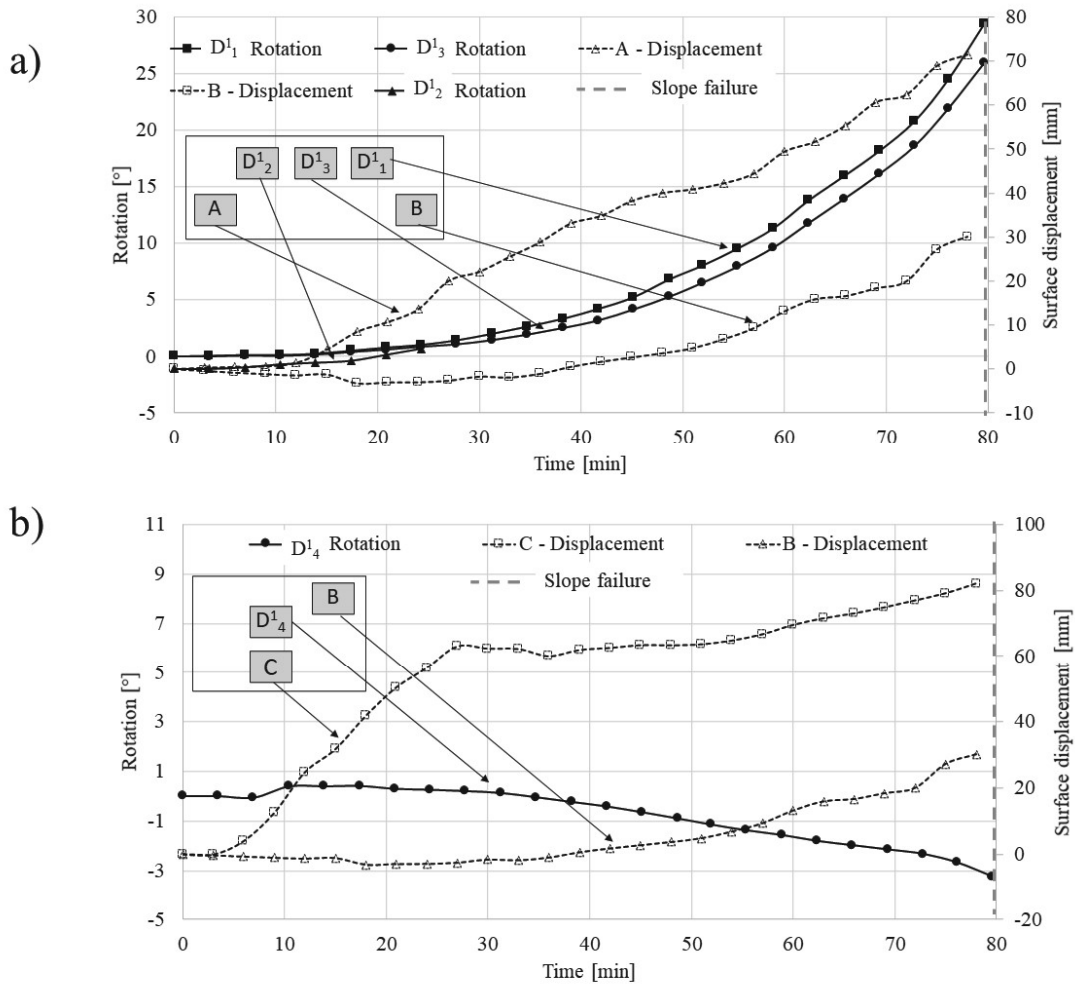 a)
30
25
20
15
10
5
0
-5
Rotation [°]
D¹₁ Rotation
D¹₃ Rotation
A - Displacement
B - Displacement
D¹₂ Rotation
Slope failure
D¹₂
D¹₃
D¹₁
A
B
80
70
60
50
40
30
20
10
0
-10
Surface displacement [mm]
0 10 20 30 40 50 60 70 80
Time [min]
b)
11
9
7
5
3
1
-1
-3
-5
Rotation [°]
D¹₄ Rotation
C - Displacement
B - Displacement
Slope failure
B
D¹₄
C
100
80
60
40
20
0
-20
Surface displacement [mm]
0 10 20 30 40 50 60 70 80
Time [min]